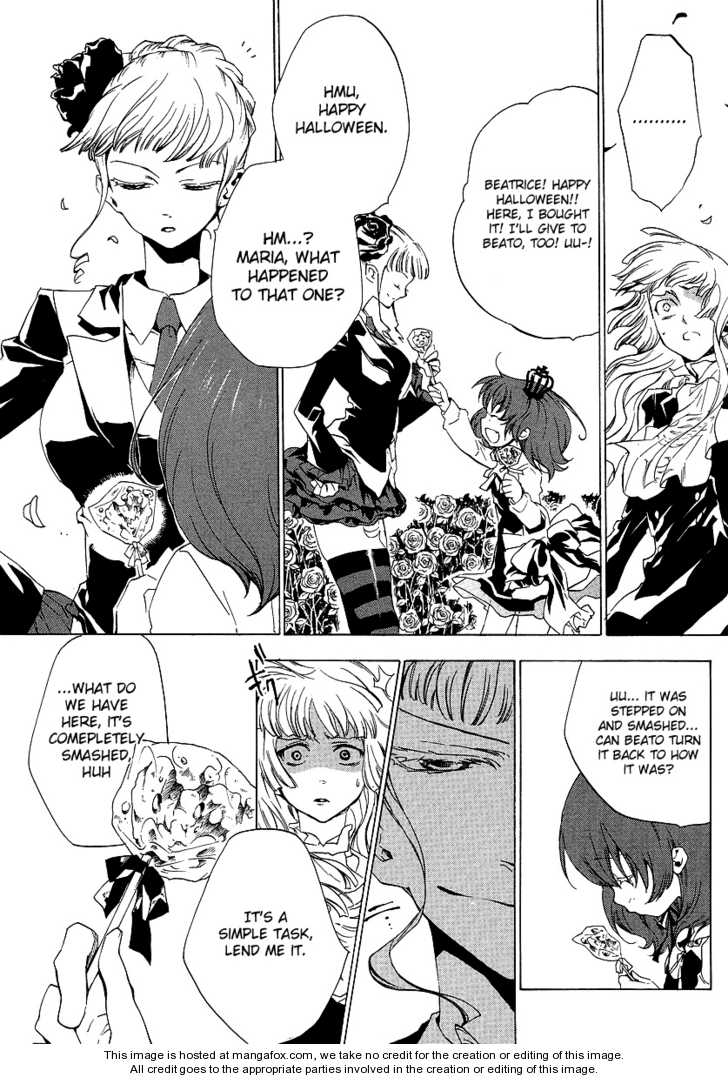 ...........
BEATRICE! HAPPY
HALLOWEEN!!
HERE, I BOUGHT
IT! I'LL GIVE TO
BEATO, TOO! UU-!
HMU,
HAPPY
HALLOWEEN.
HM...?
MARIA, WHAT
HAPPENED
TO THAT ONE?
UU... IT WAS
STEPPED ON
AND SMASHED...
CAN BEATO TURN
IT BACK TO HOW
IT WAS?
...WHAT DO
WE HAVE
HERE, IT'S
COMEPLETELY
SMASHED,
HUH
IT'S A
SIMPLE TASK,
LEND ME IT.
This image is hosted at mangafox.com, we take no credit for the creation or editing of this image.
All credit goes to the appropriate parties involved in the creation or editing of this image.